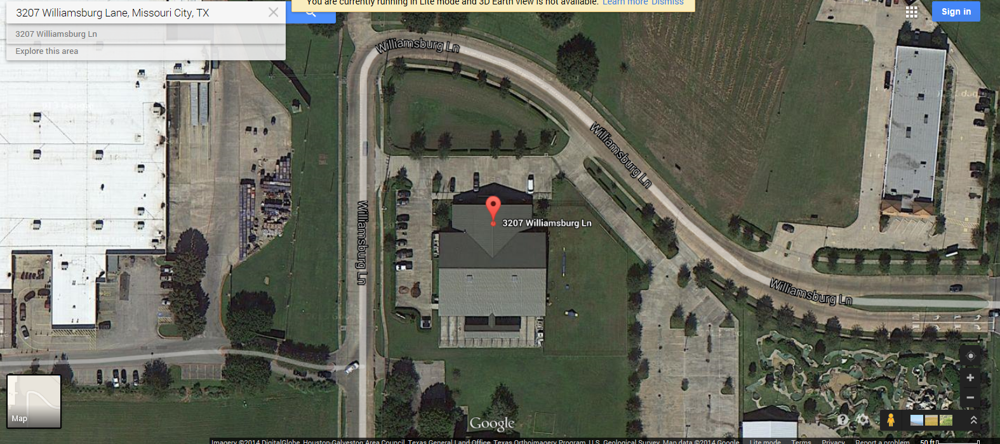 You are currently running in Lite mode and 3D Earth view is not available. Learn more Dismiss
3207 Williamsburg Lane, Missouri City, TX
Sign in
3207 Williamsburg Ln
Explore this area
Williamsburg Ln
Williamsburg Ln
Williamsburg Ln
3207 Williamsburg Ln
Williamsburg Ln
Map
Google
Imagery ©2014 DigitalGlobe, Houston-Galveston Area Council, Texas General Land Office, Texas Orthoimagery Program, U.S. Geological Survey, Map data ©2014 Google Lite mode Terms Privacy Report a problem 50 ft